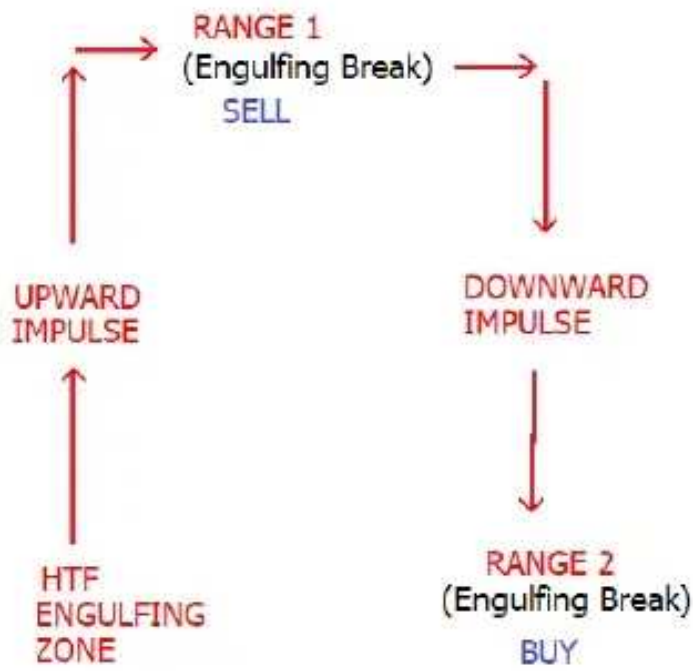 RANGE 1
(Engulfing Break)
SELL
UPWARD
IMPULSE
DOWNWARD
IMPULSE
HTF
ENGULFING
ZONE
RANGE 2
(Engulfing Break)
BUY